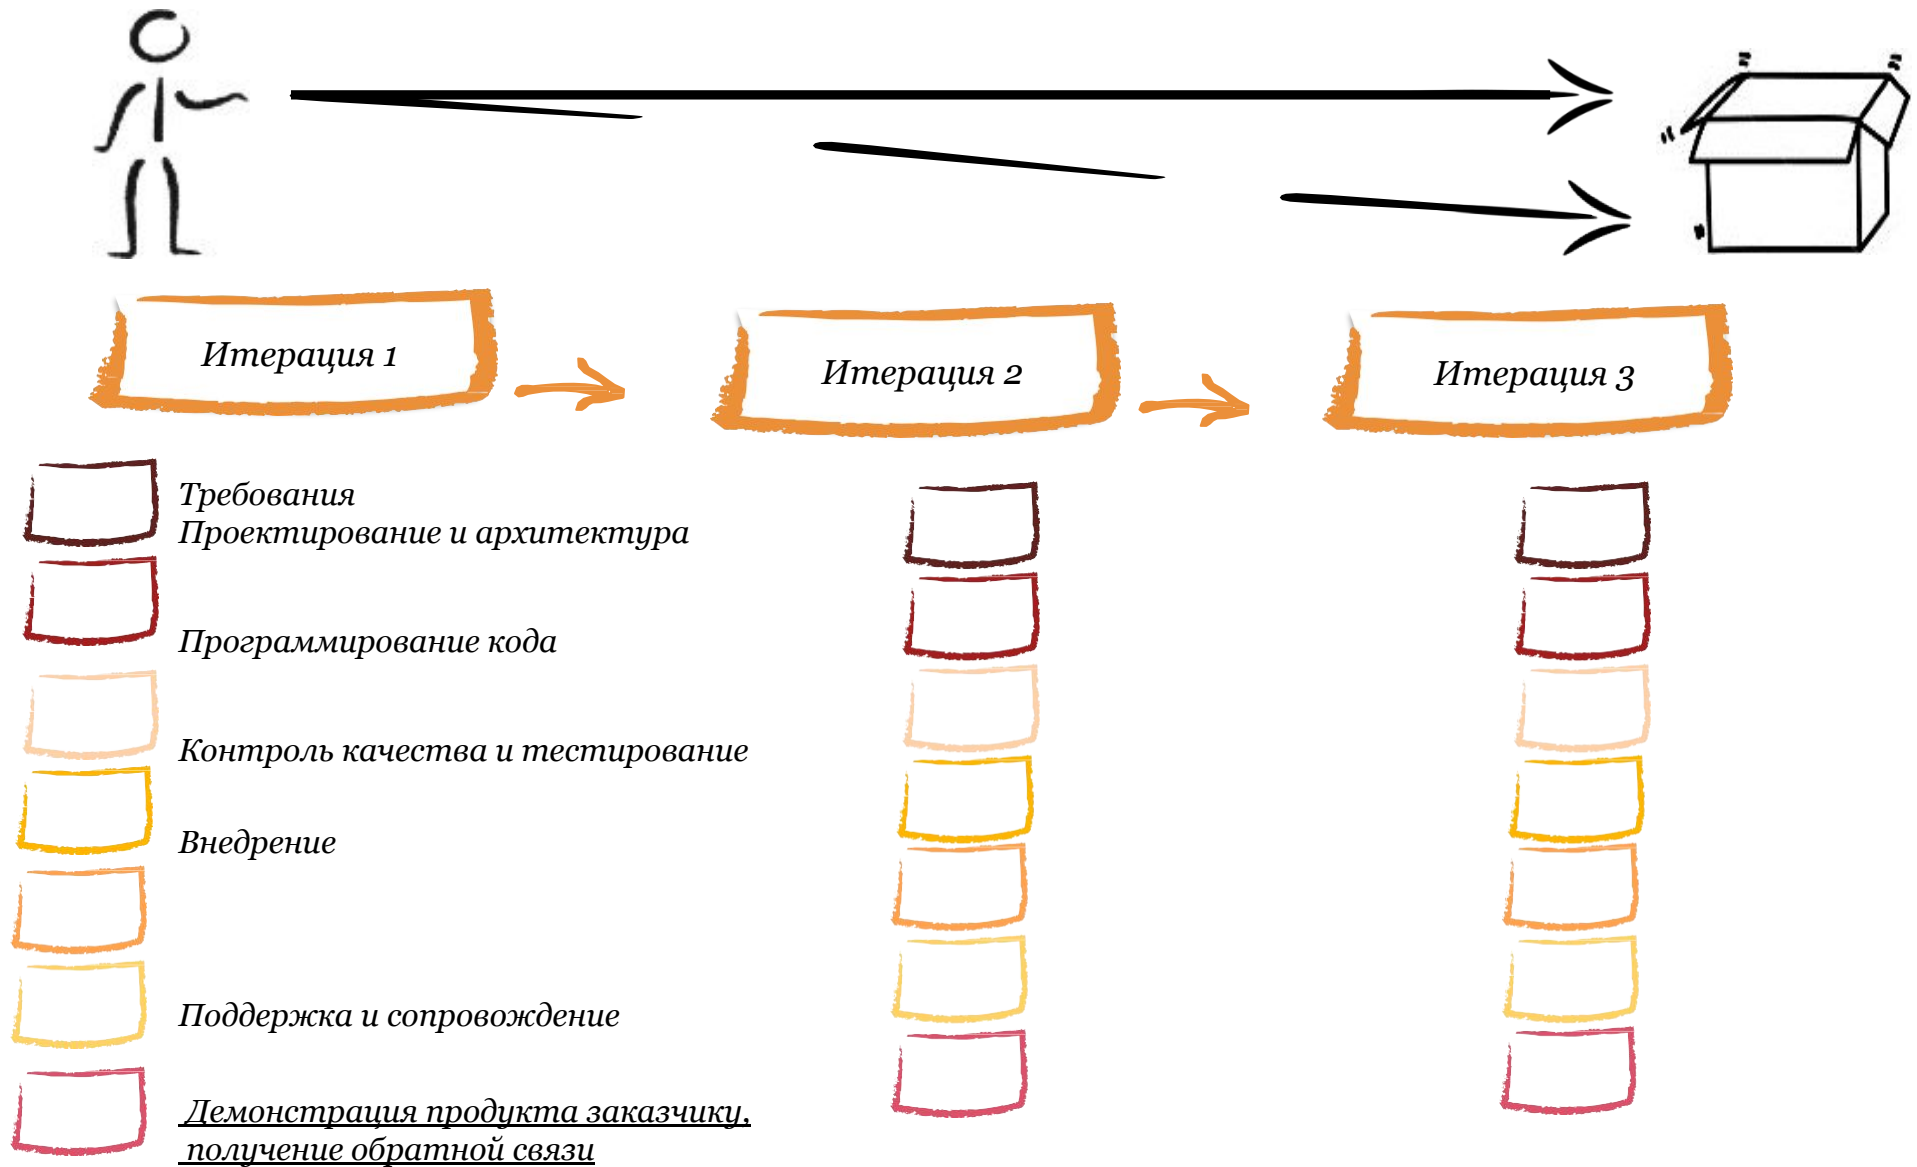 Итерация 1
Итерация 2
Итерация 3
Требования
Проектирование и архитектура
Программирование кода
Контроль качества и тестирование
Внедрение
Поддержка и сопровождение
Демонстрация продукта заказчику,
получение обратной связи